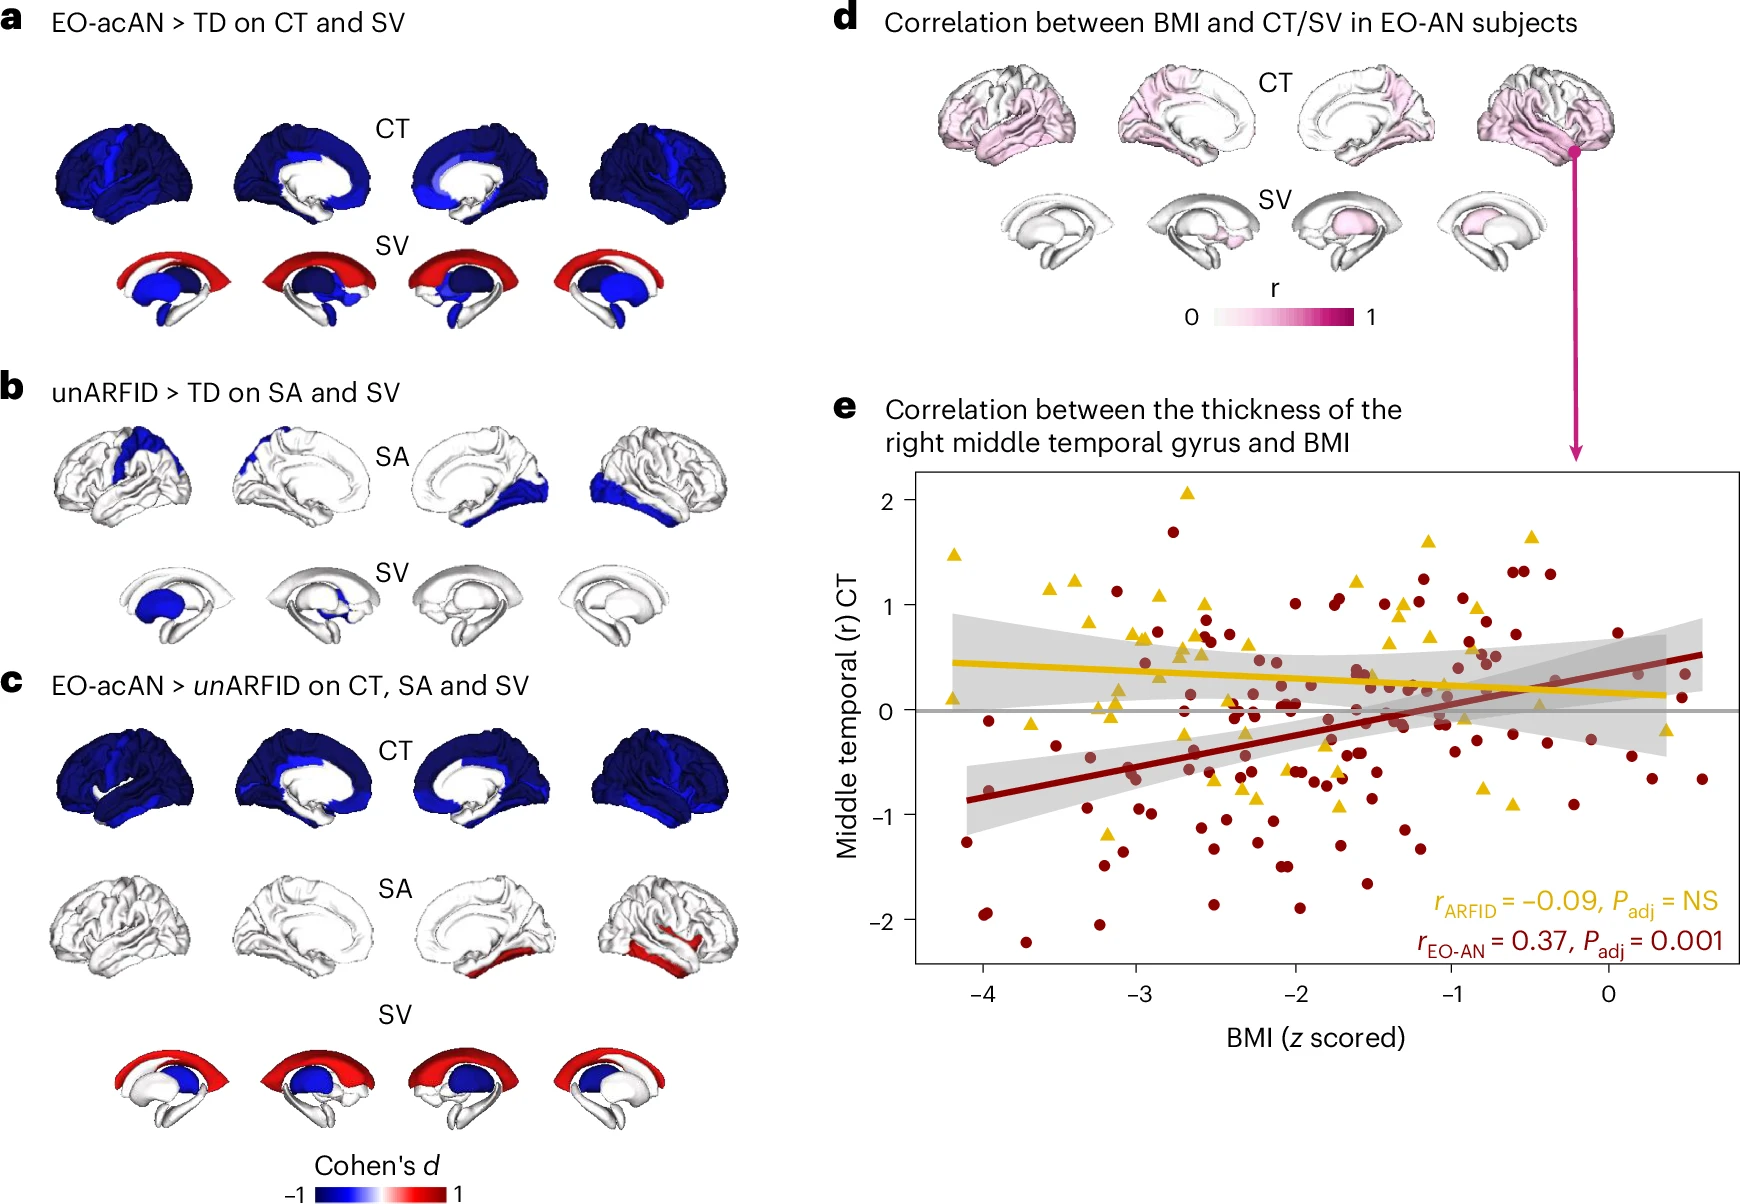 a EO-acAN > TD on CT and SV
CT
SV
b unARFID > TD on SA and SV
SA
SV
c EO-acAN > unARFID on CT, SA and SV
CT
SA
SV
Cohen's d
–1 1
d Correlation between BMI and CT/SV in EO-AN subjects
CT
SV
r
0 1
e Correlation between the thickness of the
right middle temporal gyrus and BMI
Middle temporal (r) CT
2
1
0
–1
–2
r_ARFID = –0.09, P_adj = NS
r_EO-AN = 0.37, P_adj = 0.001
–4 –3 –2 –1 0
BMI (z scored)